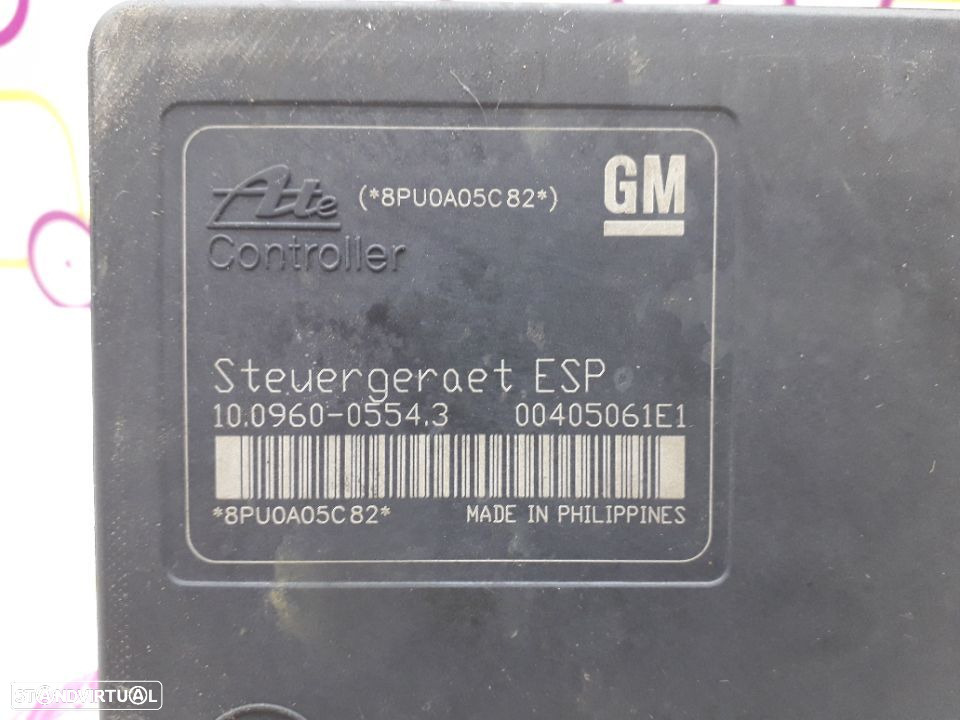 Ate (*8PU0A05C82*) GM
Controller
Steuergeraet ESP
10.0960-0554.3 00405061E1
*8PU0A05C82* MADE IN PHILIPPINES
STANDVIRTUAL